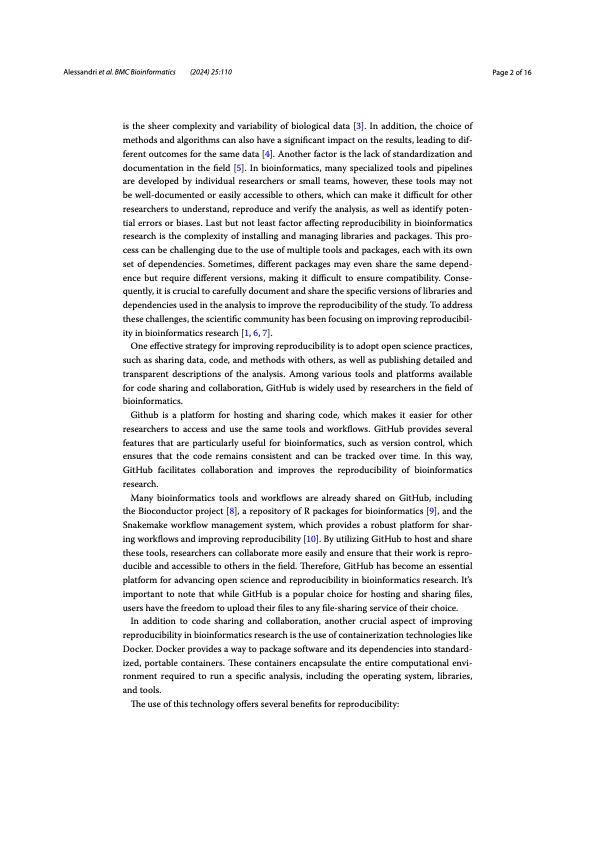 Alessandri et al. BMC Bioinformatics (2024) 25:110
Page 2 of 16
is the sheer complexity and variability of biological data [3]. In addition, the choice of
methods and algorithms can also have a significant impact on the results, leading to dif-
ferent outcomes for the same data [4]. Another factor is the lack of standardization and
documentation in the field [5]. In bioinformatics, many specialized tools and pipelines
are developed by individual researchers or small teams, however, these tools may not
be well-documented or easily accessible to others, which can make it difficult for other
researchers to understand, reproduce and verify the analysis, as well as identify poten-
tial errors or biases. Last but not least factor affecting reproducibility in bioinformatics
research is the complexity of installing and managing libraries and packages. This pro-
cess can be challenging due to the use of multiple tools and packages, each with its own
set of dependencies. Sometimes, different packages may even share the same depend-
ence but require different versions, making it difficult to ensure compatibility. Conse-
quently, it is crucial to carefully document and share the specific versions of libraries and
dependencies used in the analysis to improve the reproducibility of the study. To address
these challenges, the scientific community has been focusing on improving reproducibil-
ity in bioinformatics research [1, 6, 7].
One effective strategy for improving reproducibility is to adopt open science practices,
such as sharing data, code, and methods with others, as well as publishing detailed and
transparent descriptions of the analysis. Among various tools and platforms available
for code sharing and collaboration, GitHub is widely used by researchers in the field of
bioinformatics.
Github is a platform for hosting and sharing code, which makes it easier for other
researchers to access and use the same tools and workflows. GitHub provides several
features that are particularly useful for bioinformatics, such as version control, which
ensures that the code remains consistent and can be tracked over time. In this way,
GitHub facilitates collaboration and improves the reproducibility of bioinformatics
research.
Many bioinformatics tools and workflows are already shared on GitHub, including
the Bioconductor project [8], a repository of R packages for bioinformatics [9], and the
Snakemake workflow management system, which provides a robust platform for shar-
ing workflows and improving reproducibility [10]. By utilizing GitHub to host and share
these tools, researchers can collaborate more easily and ensure that their work is repro-
ducible and accessible to others in the field. Therefore, GitHub has become an essential
platform for advancing open science and reproducibility in bioinformatics research. It’s
important to note that while GitHub is a popular choice for hosting and sharing files,
users have the freedom to upload their files to any file-sharing service of their choice.
In addition to code sharing and collaboration, another crucial aspect of improving
reproducibility in bioinformatics research is the use of containerization technologies like
Docker. Docker provides a way to package software and its dependencies into standard-
ized, portable containers. These containers encapsulate the entire computational envi-
ronment required to run a specific analysis, including the operating system, libraries,
and tools.
The use of this technology offers several benefits for reproducibility: